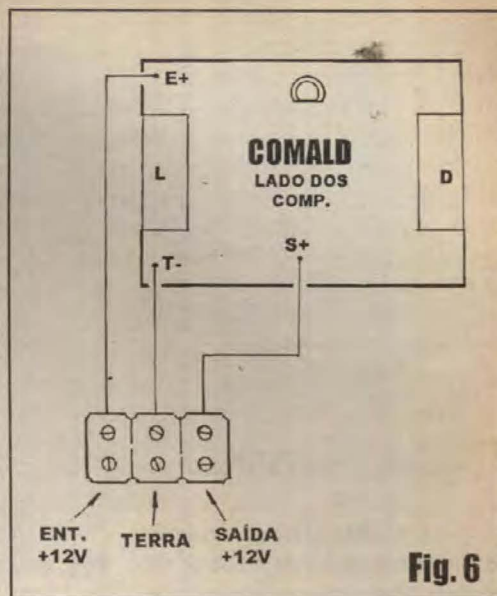 E+
COMALD
LADO DOS
COMP.
L
D
S+
T-
ENT.
+12V
TERRA
SAÍDA
+12V
Fig. 6